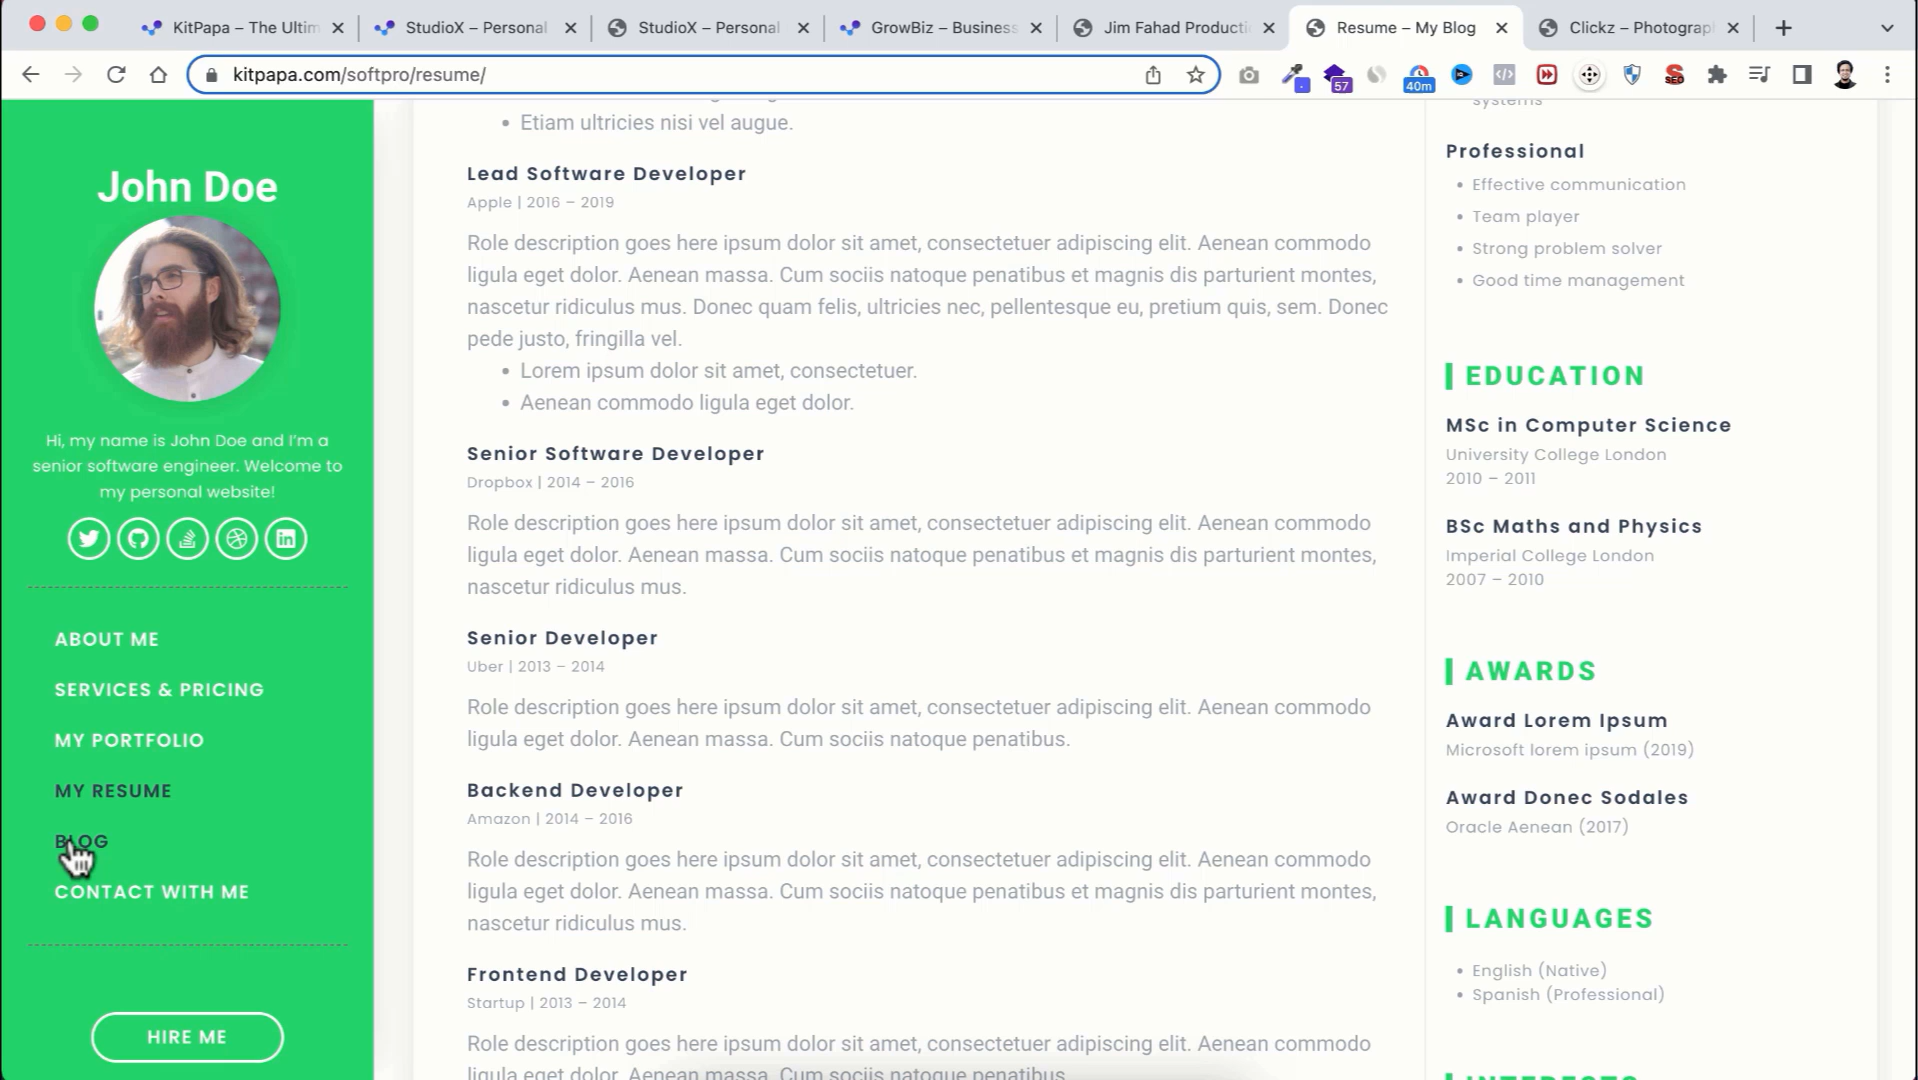 KitPapa – The Ultim
StudioX – Personal
StudioX – Personal
GrowBiz – Business
Jim Fahad Producti
Resume – My Blog
Clickz – Photograp
kitpapa.com/softpro/resume/
57
40m
SEO
John Doe
Hi, my name is John Doe and I'm a
senior software engineer. Welcome to
my personal website!
ABOUT ME
SERVICES & PRICING
MY PORTFOLIO
MY RESUME
BLOG
CONTACT WITH ME
HIRE ME
Etiam ultricies nisi vel augue.
Lead Software Developer
Apple | 2016 – 2019
Role description goes here ipsum dolor sit amet, consectetuer adipiscing elit. Aenean commodo
ligula eget dolor. Aenean massa. Cum sociis natoque penatibus et magnis dis parturient montes,
nascetur ridiculus mus. Donec quam felis, ultricies nec, pellentesque eu, pretium quis, sem. Donec
pede justo, fringilla vel.
Lorem ipsum dolor sit amet, consectetuer.
Aenean commodo ligula eget dolor.
Senior Software Developer
Dropbox | 2014 – 2016
Role description goes here ipsum dolor sit amet, consectetuer adipiscing elit. Aenean commodo
ligula eget dolor. Aenean massa. Cum sociis natoque penatibus et magnis dis parturient montes,
nascetur ridiculus mus.
Senior Developer
Uber | 2013 – 2014
Role description goes here ipsum dolor sit amet, consectetuer adipiscing elit. Aenean commodo
ligula eget dolor. Aenean massa. Cum sociis natoque penatibus.
Backend Developer
Amazon | 2014 – 2016
Role description goes here ipsum dolor sit amet, consectetuer adipiscing elit. Aenean commodo
ligula eget dolor. Aenean massa. Cum sociis natoque penatibus et magnis dis parturient montes,
nascetur ridiculus mus.
Frontend Developer
Startup | 2013 – 2014
Role description goes here ipsum dolor sit amet, consectetuer adipiscing elit. Aenean commodo
ligula eget dolor. Aenean massa. Cum sociis natoque penatibus.
systems
Professional
Effective communication
Team player
Strong problem solver
Good time management
EDUCATION
MSc in Computer Science
University College London
2010 – 2011
BSc Maths and Physics
Imperial College London
2007 – 2010
AWARDS
Award Lorem Ipsum
Microsoft lorem ipsum (2019)
Award Donec Sodales
Oracle Aenean (2017)
LANGUAGES
English (Native)
Spanish (Professional)
INTERESTS